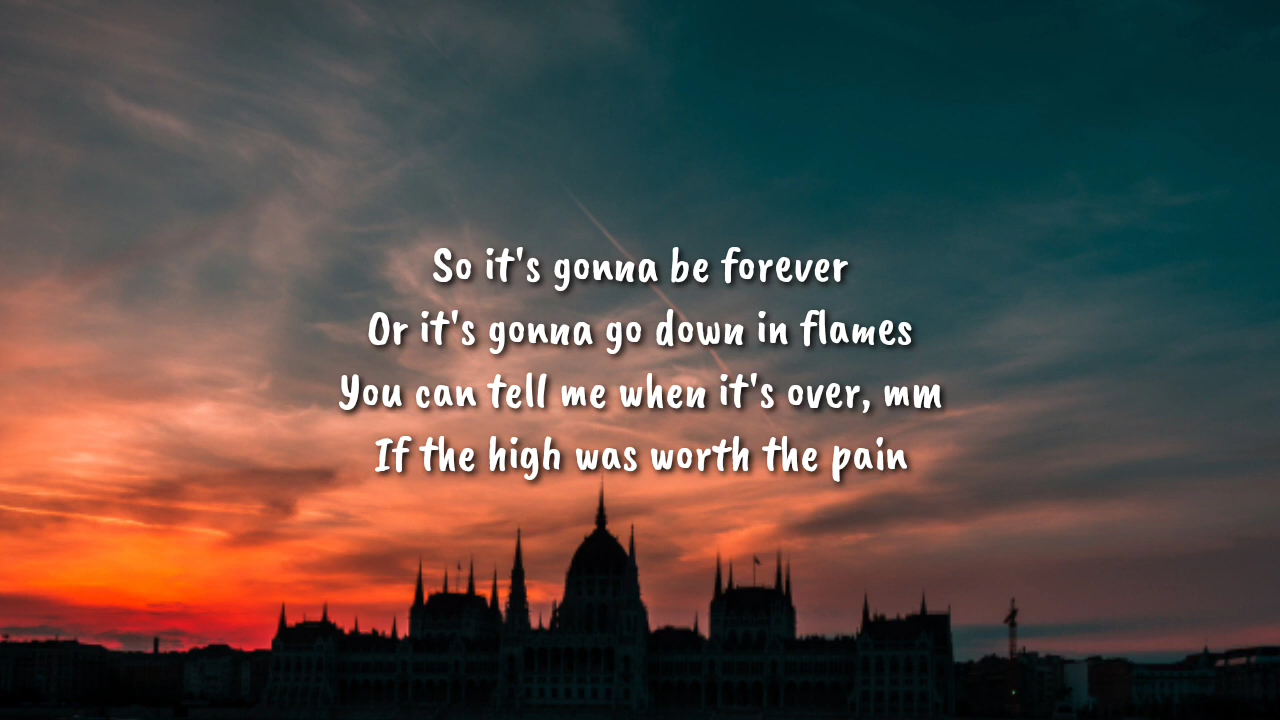 So it's gonna be forever
Or it's gonna go down in flames
You can tell me when it's over, mm
If the high was worth the pain